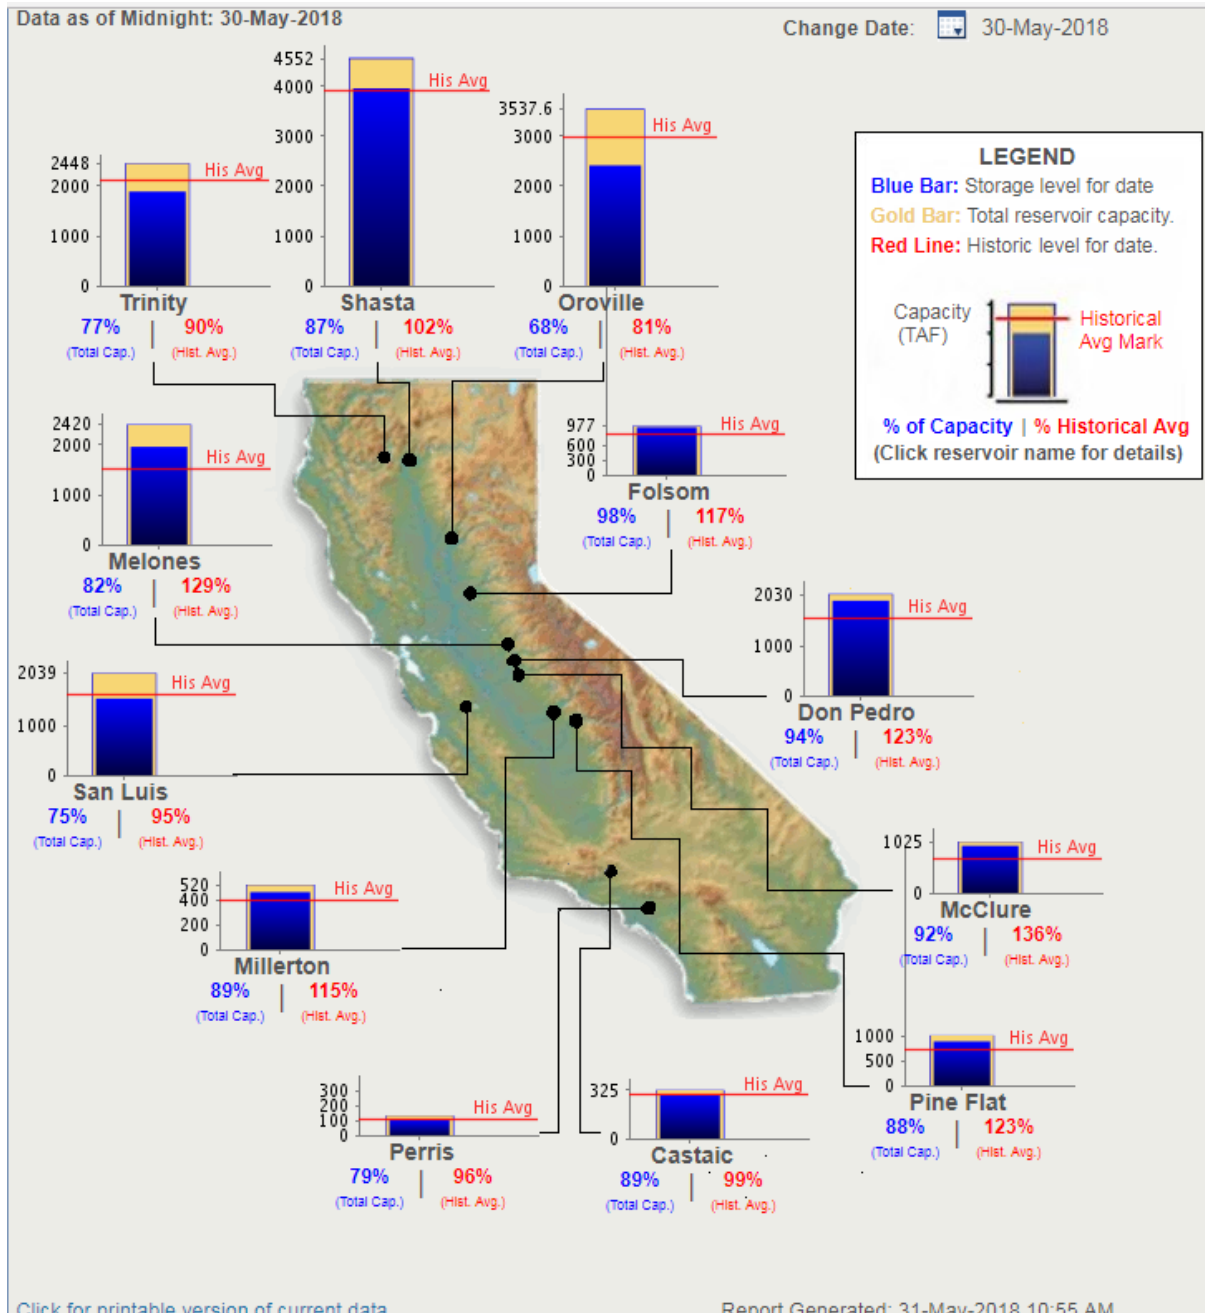 Data as of Midnight: 30-May-2018
Change Date: 30-May-2018
4552
4000
3000
2000
1000
0
His Avg
Shasta
87% | 102%
(Total Cap.) (Hist. Avg.)
3537.6
3000
2000
1000
0
His Avg
Oroville
68% | 81%
(Total Cap.) (Hist. Avg.)
2448
2000
1000
0
His Avg
Trinity
77% | 90%
(Total Cap.) (Hist. Avg.)
LEGEND
Blue Bar: Storage level for date
Gold Bar: Total reservoir capacity.
Red Line: Historic level for date.
Capacity
(TAF)
Historical
Avg Mark
% of Capacity | % Historical Avg
(Click reservoir name for details)
2420
2000
1000
0
His Avg
Melones
82% | 129%
(Total Cap.) (Hist. Avg.)
977
600
300
0
His Avg
Folsom
98% | 117%
(Total Cap.) (Hist. Avg.)
2030
1000
0
His Avg
Don Pedro
94% | 123%
(Total Cap.) (Hist. Avg.)
2039
1000
0
His Avg
San Luis
75% | 95%
(Total Cap.) (Hist. Avg.)
1025
0
His Avg
McClure
92% | 136%
(Total Cap.) (Hist. Avg.)
520
400
200
0
His Avg
Millerton
89% | 115%
(Total Cap.) (Hist. Avg.)
1000
500
0
His Avg
Pine Flat
88% | 123%
(Total Cap.) (Hist. Avg.)
300
200
100
0
His Avg
Perris
79% | 96%
(Total Cap.) (Hist. Avg.)
325
0
His Avg
Castaic
89% | 99%
(Total Cap.) (Hist. Avg.)
Click for printable version of current data
Report Generated: 31-May-2018 10:55 AM